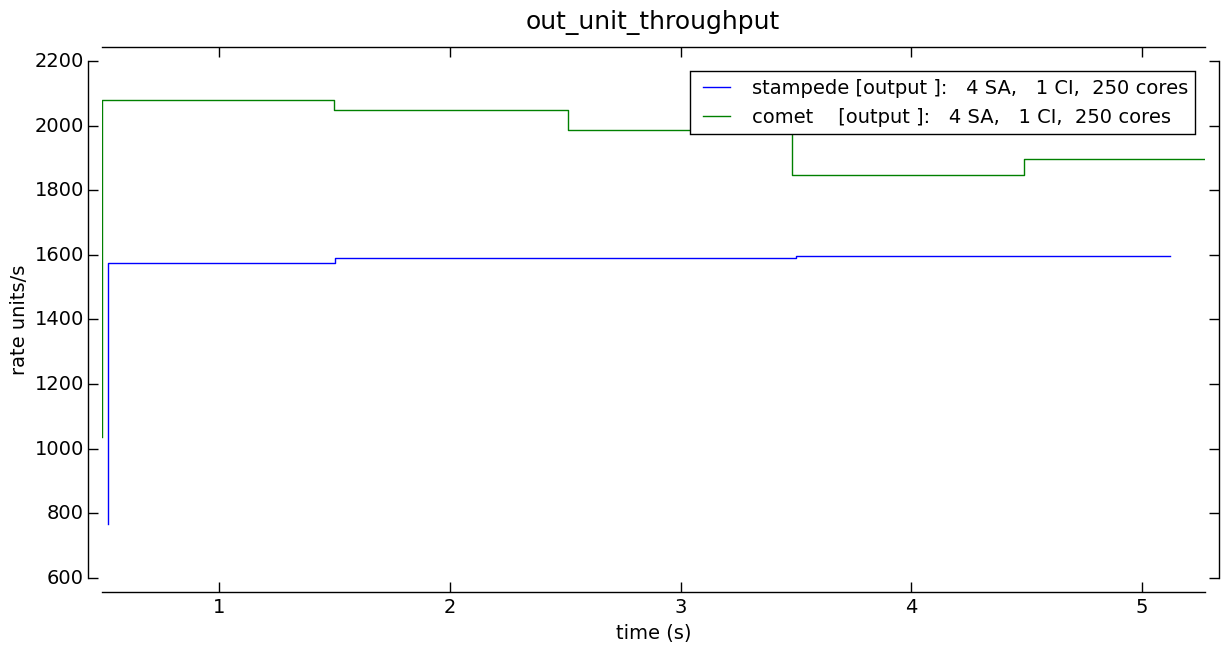 out_unit_throughput
2200
2000
1800
1600
1400
1200
1000
800
600
rate units/s
stampede [output ]:   4 SA,   1 CI,  250 cores
comet    [output ]:   4 SA,   1 CI,  250 cores
1 2 3 4 5
time (s)